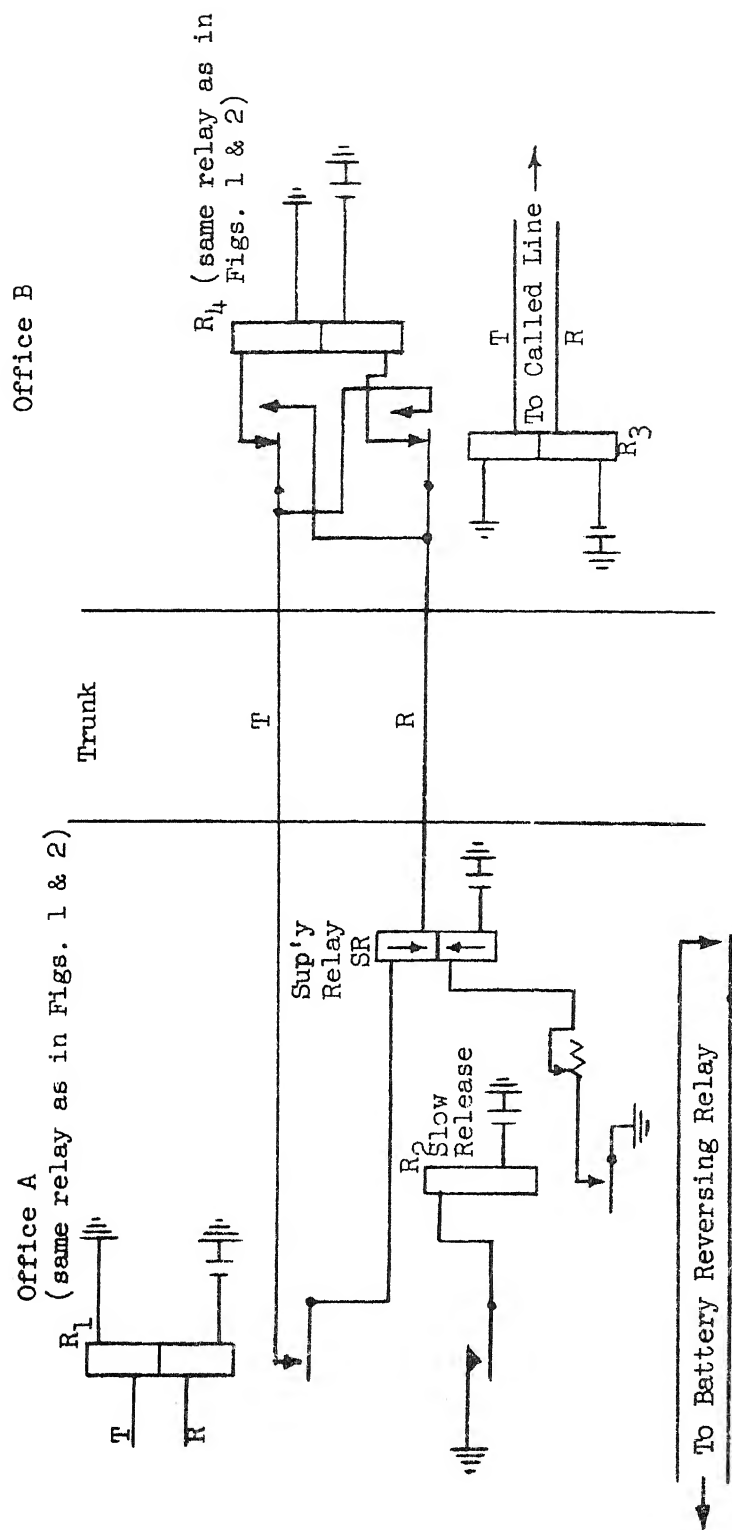 Office A
(same relay as in Figs. 1 & 2)
Trunk
Office B
R1
T
R
T
R
R4 (same relay as in
Figs. 1 & 2)
Sup'y
Relay
SR
R2
Slow
Release
T
To Called Line
R
R3
To Battery Reversing Relay